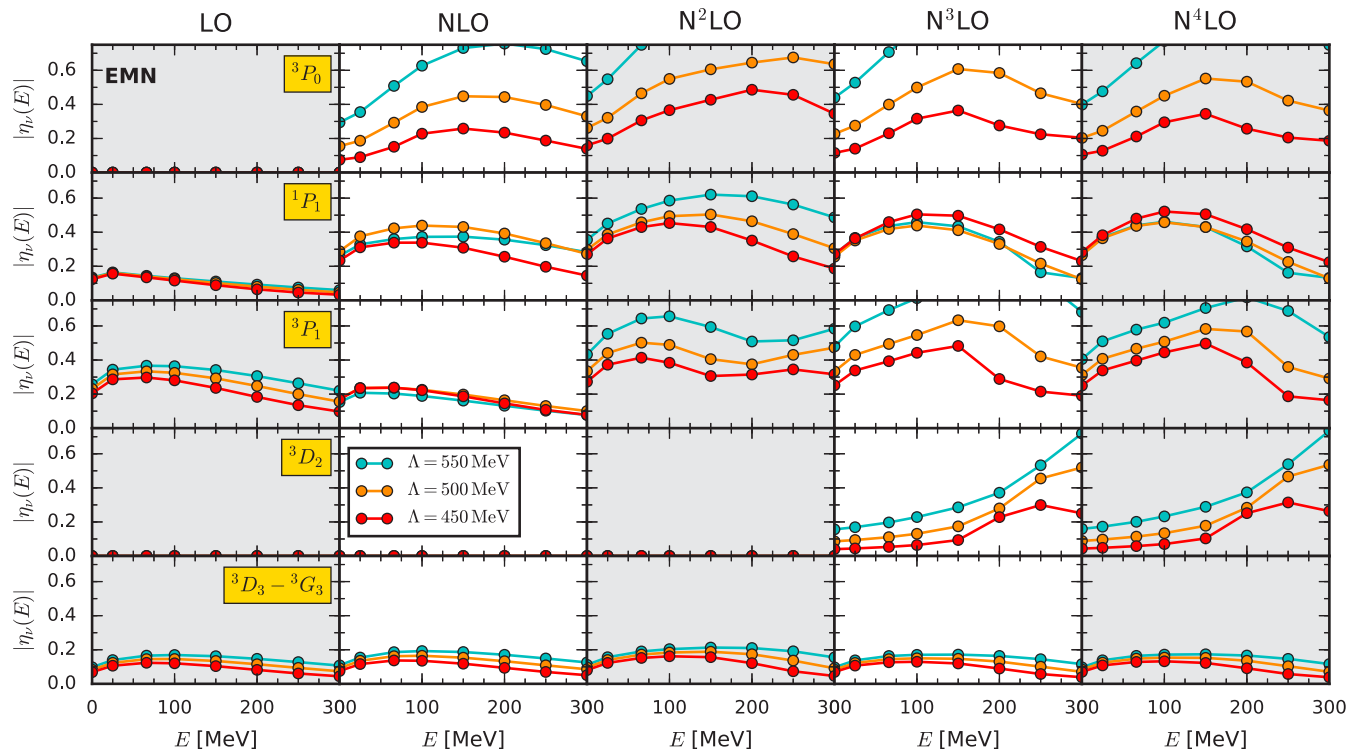 LO NLO N²LO N³LO N⁴LO
EMN
³P₀
|ην(E)|
0.6
0.4
0.2
0.0
¹P₁
|ην(E)|
0.6
0.4
0.2
0.0
³P₁
|ην(E)|
0.6
0.4
0.2
0.0
³D₂
|ην(E)|
0.6
0.4
0.2
0.0
Λ = 550 MeV
Λ = 500 MeV
Λ = 450 MeV
³D₃ − ³G₃
|ην(E)|
0.6
0.4
0.2
0.0
0 100 200 300 100 200 300 100 200 300 100 200 300 100 200 300
E [MeV] E [MeV] E [MeV] E [MeV] E [MeV]